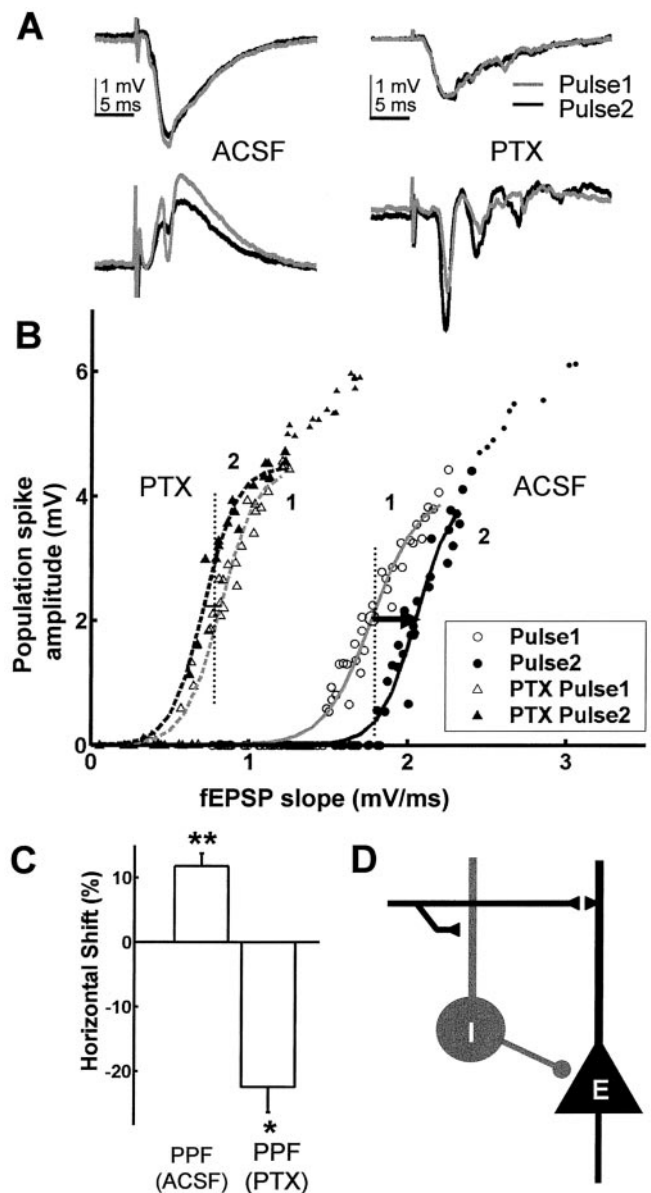 A
1 mV
5 ms
1 mV
5 ms
Pulse1
Pulse2
ACSF
PTX
B
6
4
2
0
Population spike
amplitude (mV)
PTX
2
1
1
2
ACSF
Pulse1
Pulse2
PTX Pulse1
PTX Pulse2
0
1
2
3
fEPSP slope (mV/ms)
C
Horizontal Shift (%)
10
0
-10
-20
**
*
PPF
(ACSF)
PPF
(PTX)
D
I
E